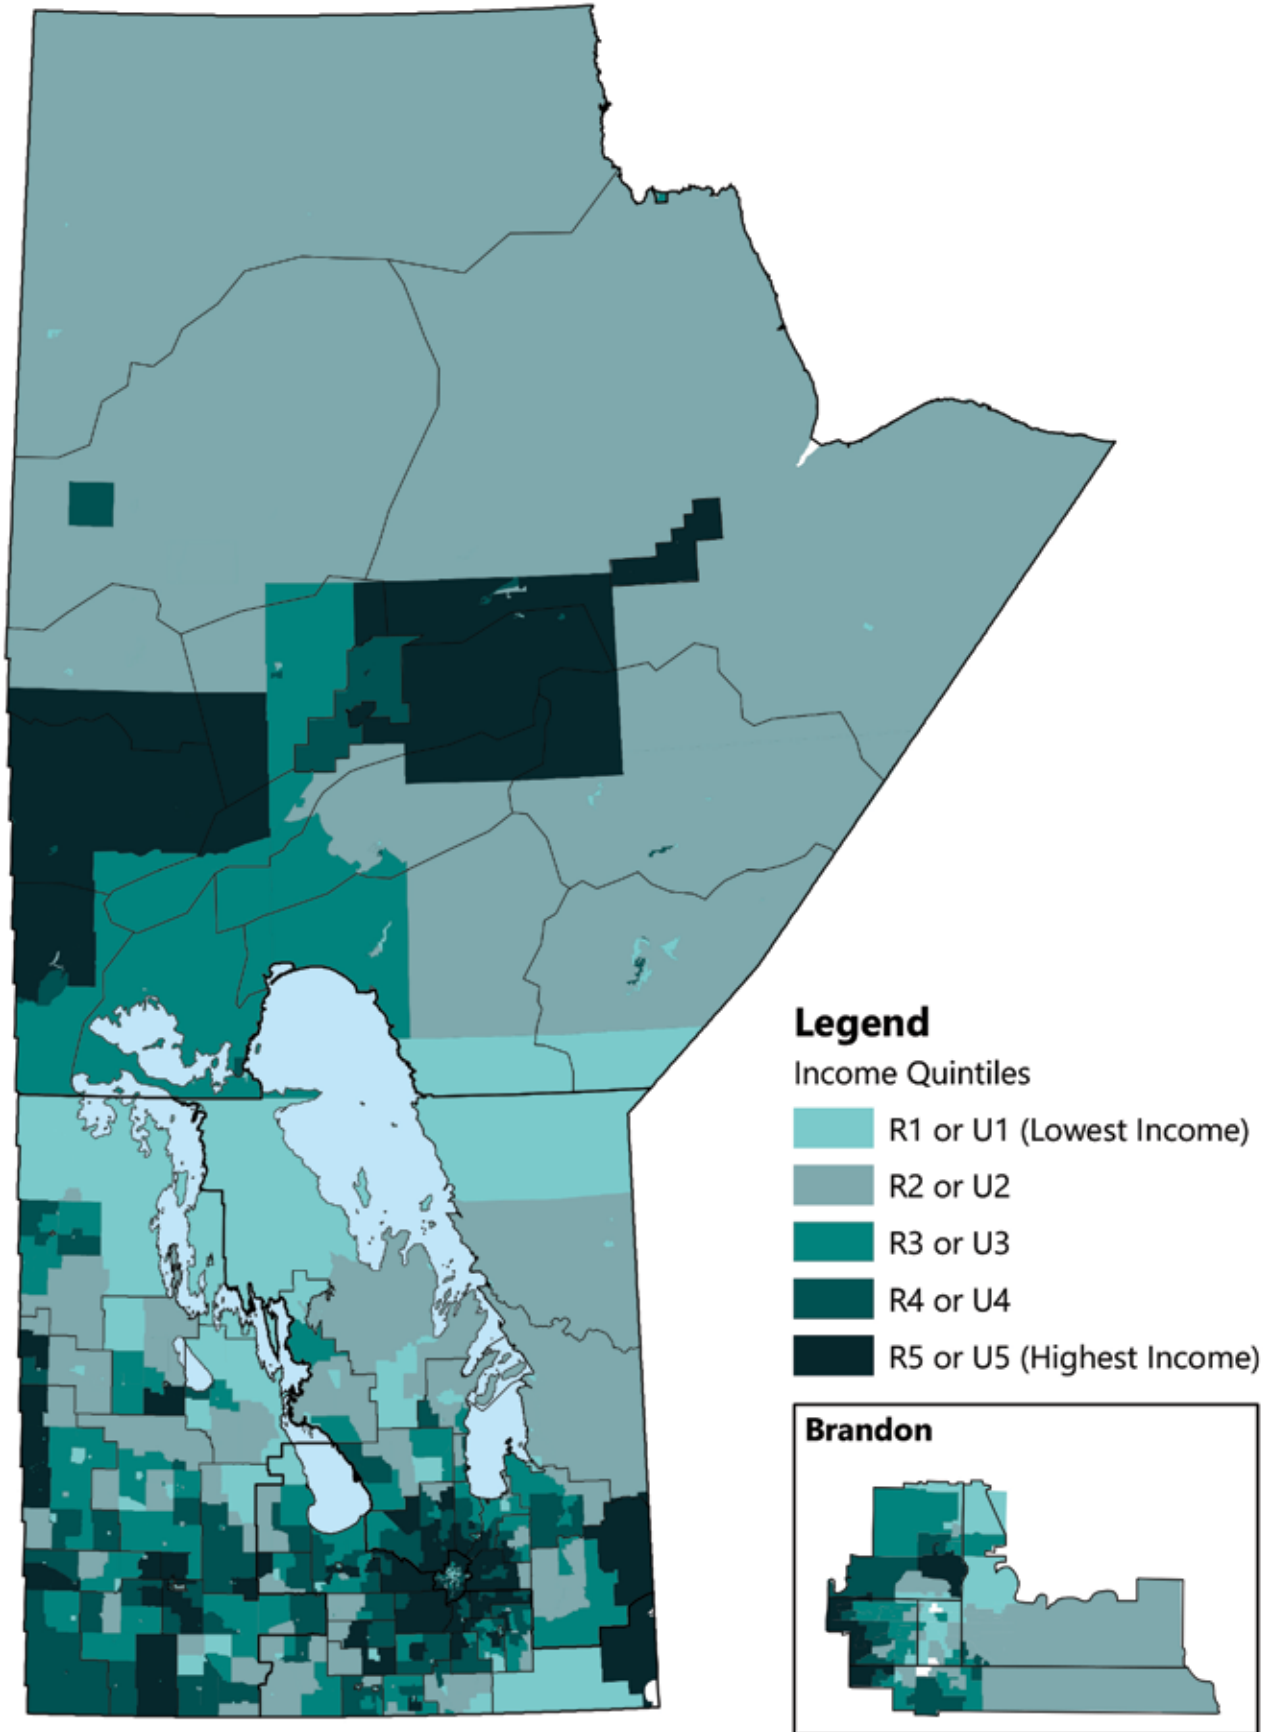 Legend
Income Quintiles
R1 or U1 (Lowest Income)
R2 or U2
R3 or U3
R4 or U4
R5 or U5 (Highest Income)
Brandon